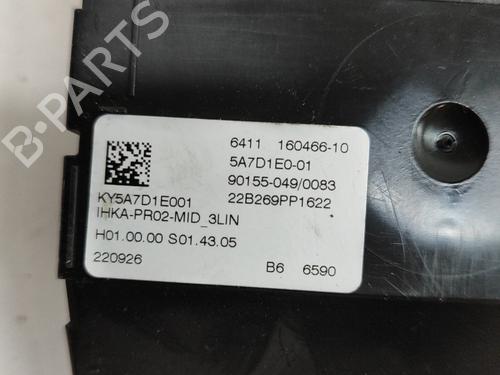 B-PARTS
6411 160466-10
5A7D1E0-01
90155-049/0083
KY5A7D1E001 22B269PP1622
IHKA-PR02-MID_3LIN
H01.00.00 S01.43.05
220926 B6 6590